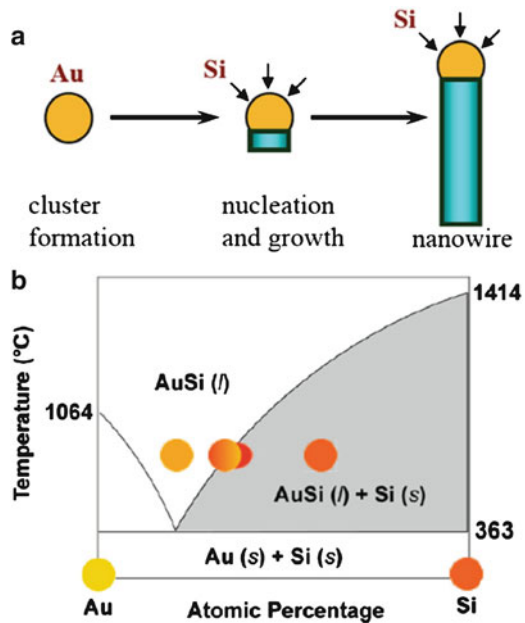 a
Au
Si
Si
cluster
formation
nucleation
and growth
nanowire
b
Temperature (°C)
1414
1064
363
AuSi (l)
AuSi (l) + Si (s)
Au (s) + Si (s)
Au
Atomic Percentage
Si